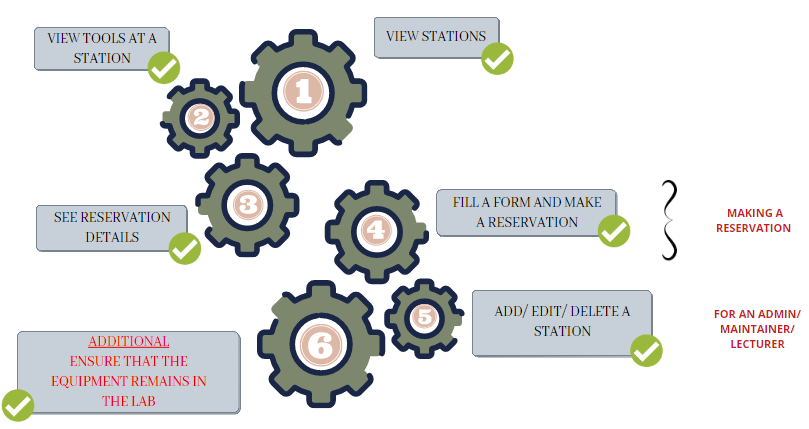 VIEW STATIONS
1
VIEW TOOLS AT A
STATION
2
SEE RESERVATION
DETAILS
3
4
FILL A FORM AND MAKE
A RESERVATION
MAKING A
RESERVATION
5
ADD/ EDIT/ DELETE A
STATION
FOR AN ADMIN/
MAINTAINER/
LECTURER
6
ADDITIONAL
ENSURE THAT THE
EQUIPMENT REMAINS IN
THE LAB